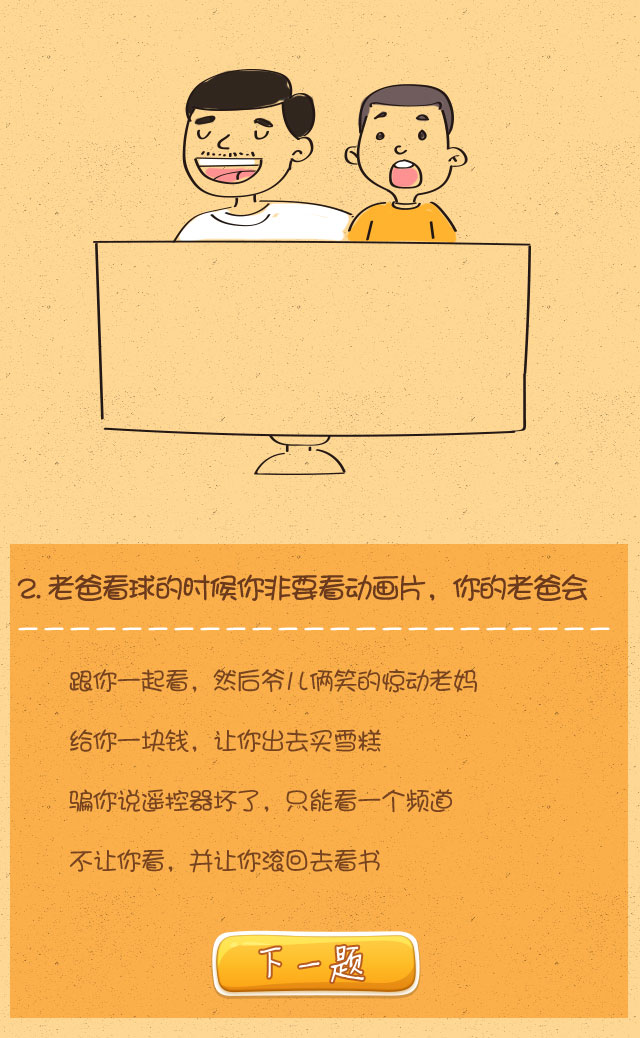 2. 老爸看球的时候你非要看动画片，你的老爸会
跟你一起看，然后爷儿俩笑的惊动老妈
给你一块钱，让你出去买雪糕
骗你说遥控器坏了，只能看一个频道
不让你看，并让你滚回去看书
下一题